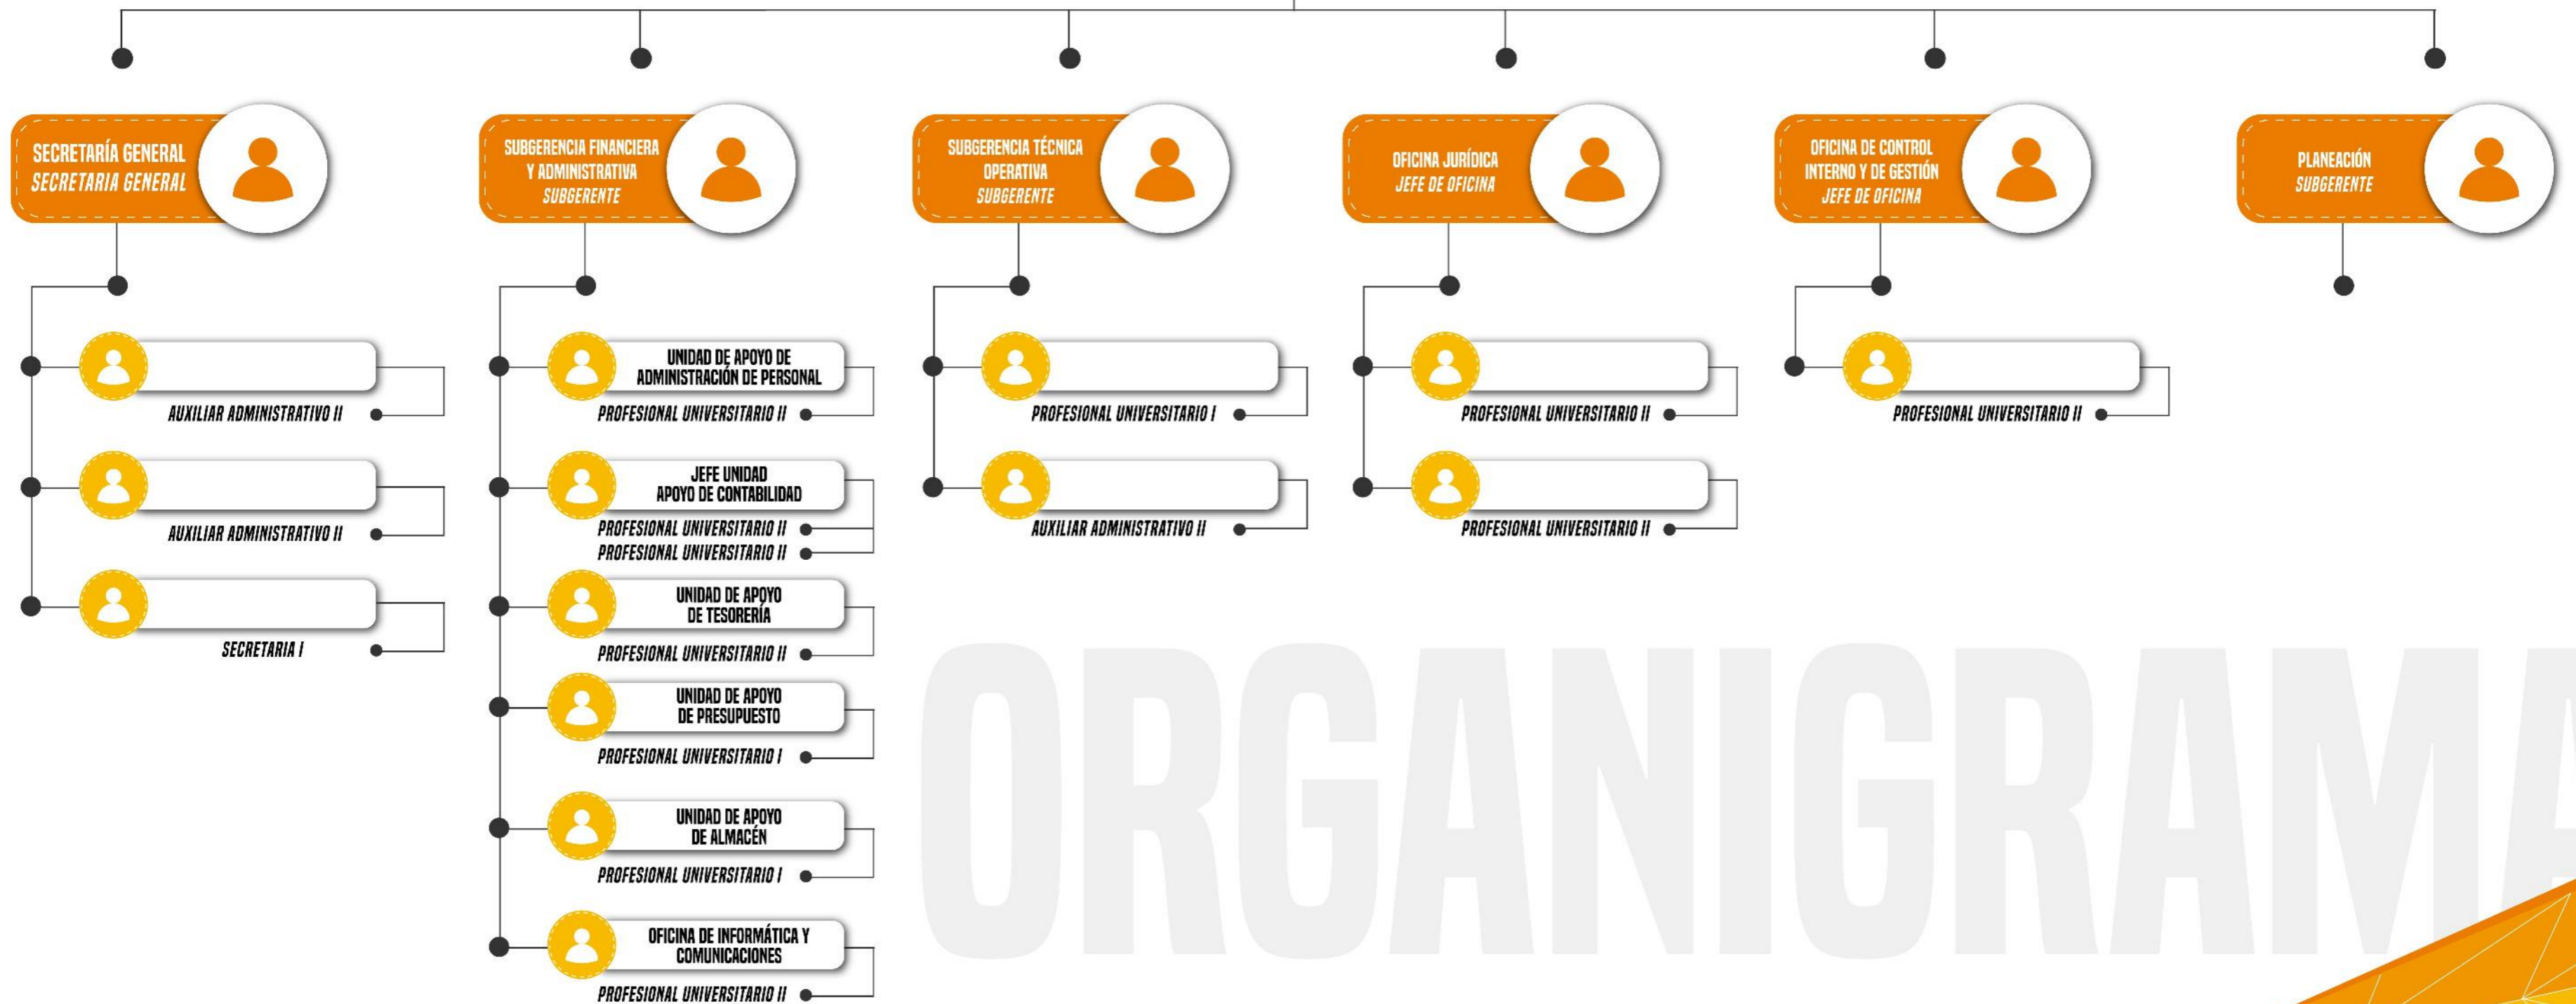 SECRETARÍA GENERAL
SECRETARIA GENERAL
AUXILIAR ADMINISTRATIVO II
AUXILIAR ADMINISTRATIVO II
SECRETARIA I
SUBGERENCIA FINANCIERA
Y ADMINISTRATIVA
SUBGERENTE
UNIDAD DE APOYO DE
ADMINISTRACIÓN DE PERSONAL
PROFESIONAL UNIVERSITARIO II
JEFE UNIDAD
APOYO DE CONTABILIDAD
PROFESIONAL UNIVERSITARIO II
PROFESIONAL UNIVERSITARIO II
UNIDAD DE APOYO
DE TESORERÍA
PROFESIONAL UNIVERSITARIO II
UNIDAD DE APOYO
DE PRESUPUESTO
PROFESIONAL UNIVERSITARIO I
UNIDAD DE APOYO
DE ALMACÉN
PROFESIONAL UNIVERSITARIO I
OFICINA DE INFORMÁTICA Y
COMUNICACIONES
PROFESIONAL UNIVERSITARIO II
SUBGERENCIA TÉCNICA
OPERATIVA
SUBGERENTE
PROFESIONAL UNIVERSITARIO I
AUXILIAR ADMINISTRATIVO II
OFICINA JURÍDICA
JEFE DE OFICINA
PROFESIONAL UNIVERSITARIO II
PROFESIONAL UNIVERSITARIO II
OFICINA DE CONTROL
INTERNO Y DE GESTIÓN
JEFE DE OFICINA
PROFESIONAL UNIVERSITARIO II
PLANEACIÓN
SUBGERENTE
ORGANIGRAMA